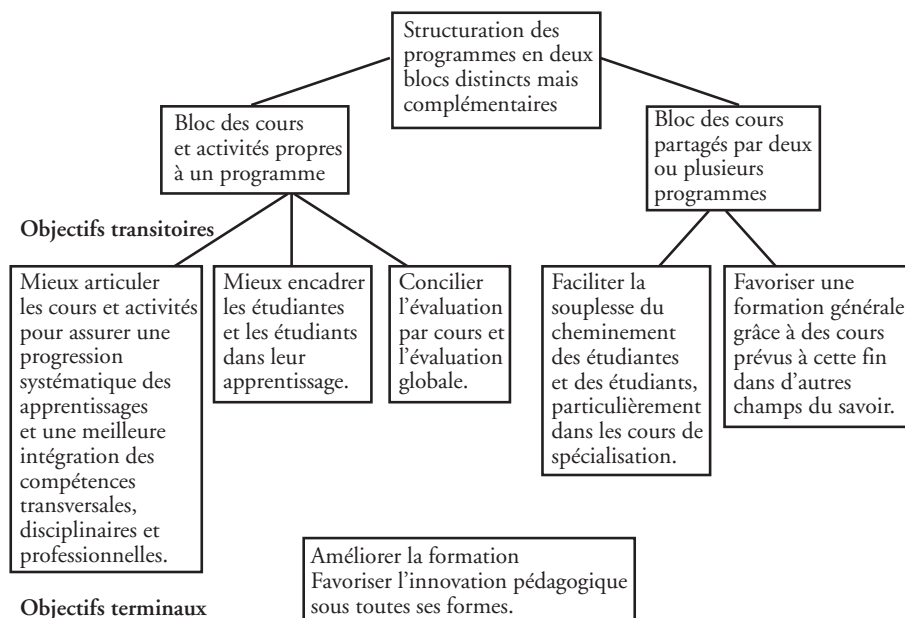 Structuration des
programmes en deux
blocs distincts mais
complémentaires
Bloc des cours
et activités propres
à un programme
Bloc des cours
partagés par deux
ou plusieurs
programmes
Objectifs transitoires
Mieux articuler
les cours et activités
pour assurer une
progression
systématique des
apprentissages
et une meilleure
intégration des
compétences
transversales,
disciplinaires et
professionnelles.
Mieux encadrer
les étudiantes
et les étudiants
dans leur
apprentissage.
Concilier
l’évaluation
par cours et
l’évaluation
globale.
Faciliter la
souplesse du
cheminement
des étudiantes
et des étudiants,
particulièrement
dans les cours de
spécialisation.
Favoriser une
formation générale
grâce à des cours
prévus à cette fin
dans d’autres
champs du savoir.
Améliorer la formation
Favoriser l’innovation pédagogique
sous toutes ses formes.
Objectifs terminaux